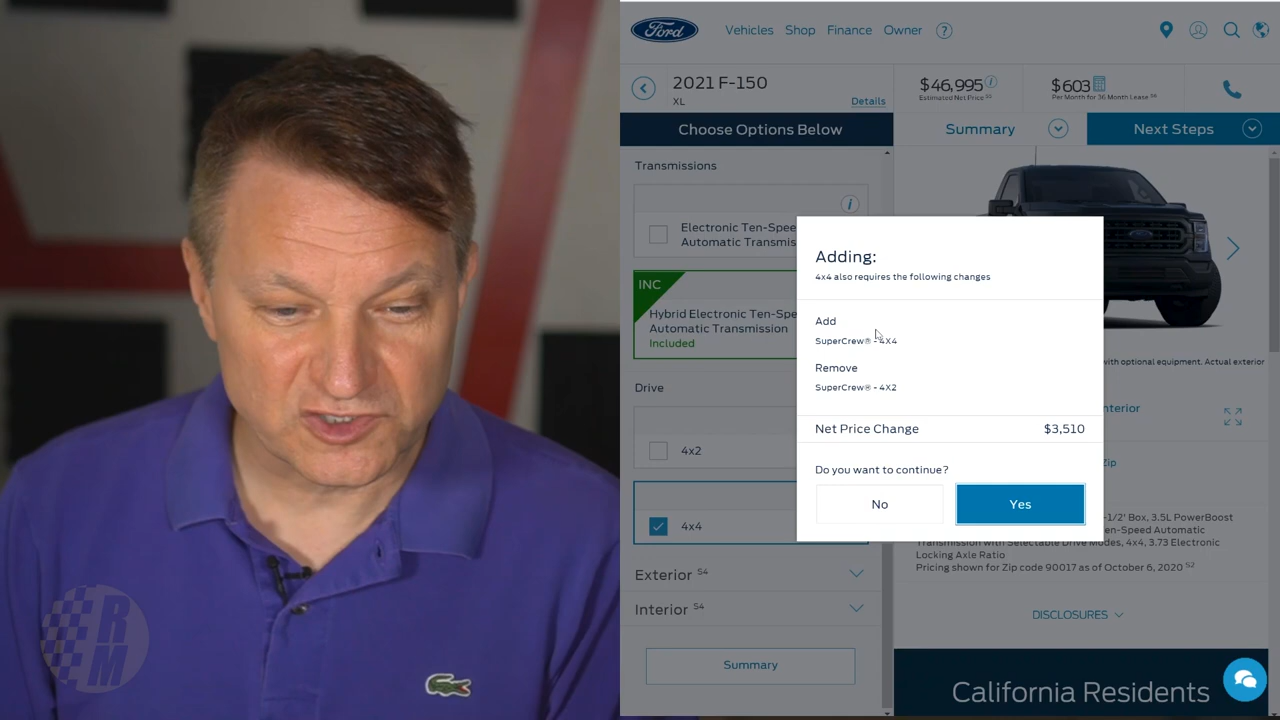 Ford
Vehicles Shop Finance Owner ?
2021 F-150
XL
Details
$46,995
Estimated Net Price
$603
Per Month for 36 Month Lease
Choose Options Below
Summary
Next Steps
Transmissions
Electronic Ten-Spee
Automatic Transmis
INC
Hybrid Electronic Ten-Spe
Automatic Transmission
Included
Drive
4x2
4x4
Exterior S4
Interior S4
Summary
Adding:
4x4 also requires the following changes
Add
SuperCrew® - 4X4
Remove
SuperCrew® - 4X2
Net Price Change $3,510
Do you want to continue?
No Yes
with optional equipment. Actual exterior
nterior
Zip
-1/2' Box, 3.5L PowerBoost
en-Speed Automatic
Transmission with Selectable Drive Modes, 4x4, 3.73 Electronic
Locking Axle Ratio
Pricing shown for Zip code 90017 as of October 6, 2020 S2
DISCLOSURES
California Residents
RM